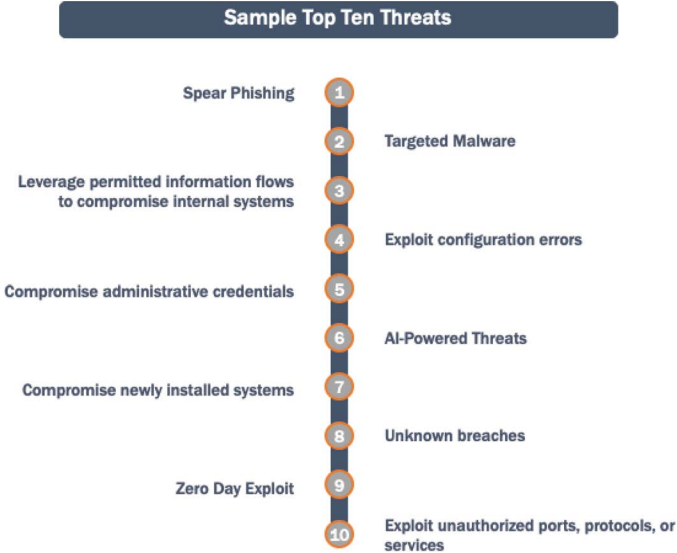 Sample Top Ten Threats
Spear Phishing
1
2
Targeted Malware
Leverage permitted information flows
to compromise internal systems
3
4
Exploit configuration errors
Compromise administrative credentials
5
6
AI-Powered Threats
Compromise newly installed systems
7
8
Unknown breaches
Zero Day Exploit
9
10
Exploit unauthorized ports, protocols, or
services